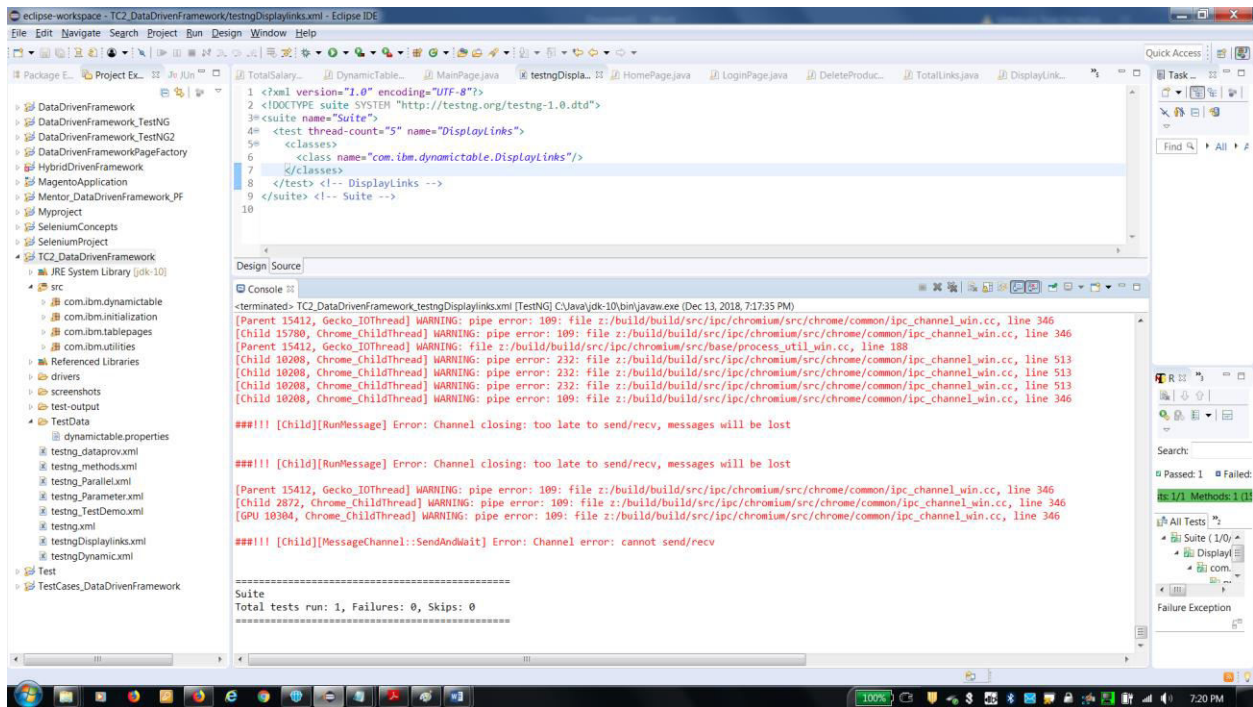 eclipse-workspace - TC2_DataDrivenFramework/testngDisplaylinks.xml - Eclipse IDE
File Edit Navigate Search Project Run Design Window Help
Quick Access
Package E... Project Ex... JUn
TotalSalary... DynamicTable... MainPage.java testngDispla... HomePage.java LoginPage.java DeleteProduc... TotalLinks.java DisplayLink...
Task...
DataDrivenFramework
DataDrivenFramework_TestNG
DataDrivenFramework_TestNG2
DataDrivenFrameworkPageFactory
HybridDrivenFramework
MagentoApplication
Mentor_DataDrivenFramework_PF
Myproject
SeleniumConcepts
SeleniumProject
TC2_DataDrivenFramework
JRE System Library [jdk-10]
src
com.ibm.dynamictable
com.ibm.initialization
com.ibm.tablepages
com.ibm.utilities
Referenced Libraries
drivers
screenshots
test-output
TestData
dynamictable.properties
testng_dataprov.xml
testng_methods.xml
testng_Parallel.xml
testng_Parameter.xml
testng_TestDemo.xml
testng.xml
testngDisplaylinks.xml
testngDynamic.xml
Test
TestCases_DataDrivenFramework
1 <?xml version="1.0" encoding="UTF-8"?>
2 <!DOCTYPE suite SYSTEM "http://testng.org/testng-1.0.dtd">
3 <suite name="Suite">
4 <test thread-count="5" name="DisplayLinks">
5 <classes>
6 <class name="com.ibm.dynamictable.DisplayLinks"/>
7 </classes>
8 </test> <!-- DisplayLinks -->
9 </suite> <!-- Suite -->
10
Design Source
Console
<terminated> TC2_DataDrivenFramework_testngDisplaylinks.xml [TestNG] C:\Java\jdk-10\bin\javaw.exe (Dec 13, 2018, 7:17:35 PM)
[Parent 15412, Gecko_IOThread] WARNING: pipe error: 109: file z:/build/build/src/ipc/chromium/src/chrome/common/ipc_channel_win.cc, line 346
[Child 15780, Chrome_ChildThread] WARNING: pipe error: 109: file z:/build/build/src/ipc/chromium/src/chrome/common/ipc_channel_win.cc, line 346
[Parent 15412, Gecko_IOThread] WARNING: file z:/build/build/src/ipc/chromium/src/base/process_util_win.cc, line 188
[Child 10208, Chrome_ChildThread] WARNING: pipe error: 232: file z:/build/build/src/ipc/chromium/src/chrome/common/ipc_channel_win.cc, line 513
[Child 10208, Chrome_ChildThread] WARNING: pipe error: 232: file z:/build/build/src/ipc/chromium/src/chrome/common/ipc_channel_win.cc, line 513
[Child 10208, Chrome_ChildThread] WARNING: pipe error: 232: file z:/build/build/src/ipc/chromium/src/chrome/common/ipc_channel_win.cc, line 513
[Child 10208, Chrome_ChildThread] WARNING: pipe error: 109: file z:/build/build/src/ipc/chromium/src/chrome/common/ipc_channel_win.cc, line 346
###!!! [Child][RunMessage] Error: Channel closing: too late to send/recv, messages will be lost
###!!! [Child][RunMessage] Error: Channel closing: too late to send/recv, messages will be lost
[Parent 15412, Gecko_IOThread] WARNING: pipe error: 109: file z:/build/build/src/ipc/chromium/src/chrome/common/ipc_channel_win.cc, line 346
[Child 2872, Chrome_ChildThread] WARNING: pipe error: 109: file z:/build/build/src/ipc/chromium/src/chrome/common/ipc_channel_win.cc, line 346
[GPU 10304, Chrome_ChildThread] WARNING: pipe error: 109: file z:/build/build/src/ipc/chromium/src/chrome/common/ipc_channel_win.cc, line 346
###!!! [Child][MessageChannel::SendAndWait] Error: Channel error: cannot send/recv
===============================================
Suite
Total tests run: 1, Failures: 0, Skips: 0
===============================================
Find All
R
Search:
Passed: 1 Failed:
Methods: 1
All Tests
Suite ( 1/0/
Displayl
com.
Failure Exception
100%
7:20 PM